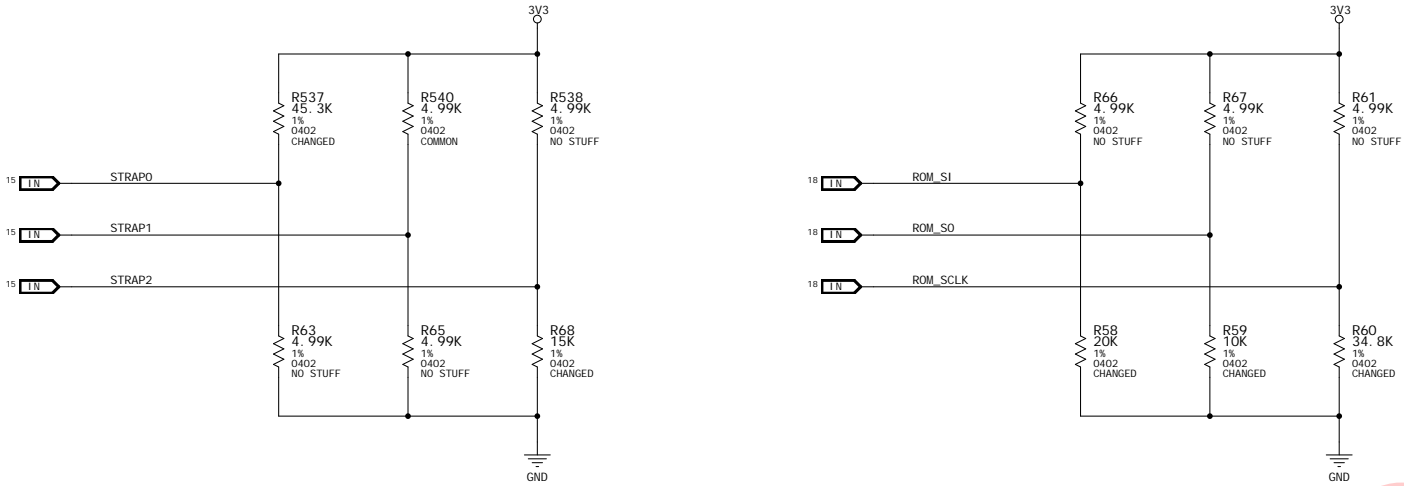 3V3
3V3
R537
45.3K
1%
0402
CHANGED
R540
4.99K
1%
0402
COMMON
R538
4.99K
1%
0402
NO STUFF
R66
4.99K
1%
0402
NO STUFF
R67
4.99K
1%
0402
NO STUFF
R61
4.99K
1%
0402
NO STUFF
15 IN STRAP0
18 IN ROM_SI
15 IN STRAP1
18 IN ROM_SO
15 IN STRAP2
18 IN ROM_SCLK
R63
4.99K
1%
0402
NO STUFF
R65
4.99K
1%
0402
NO STUFF
R68
15K
1%
0402
CHANGED
R58
20K
1%
0402
CHANGED
R59
10K
1%
0402
CHANGED
R60
34.8K
1%
0402
CHANGED
GND
GND